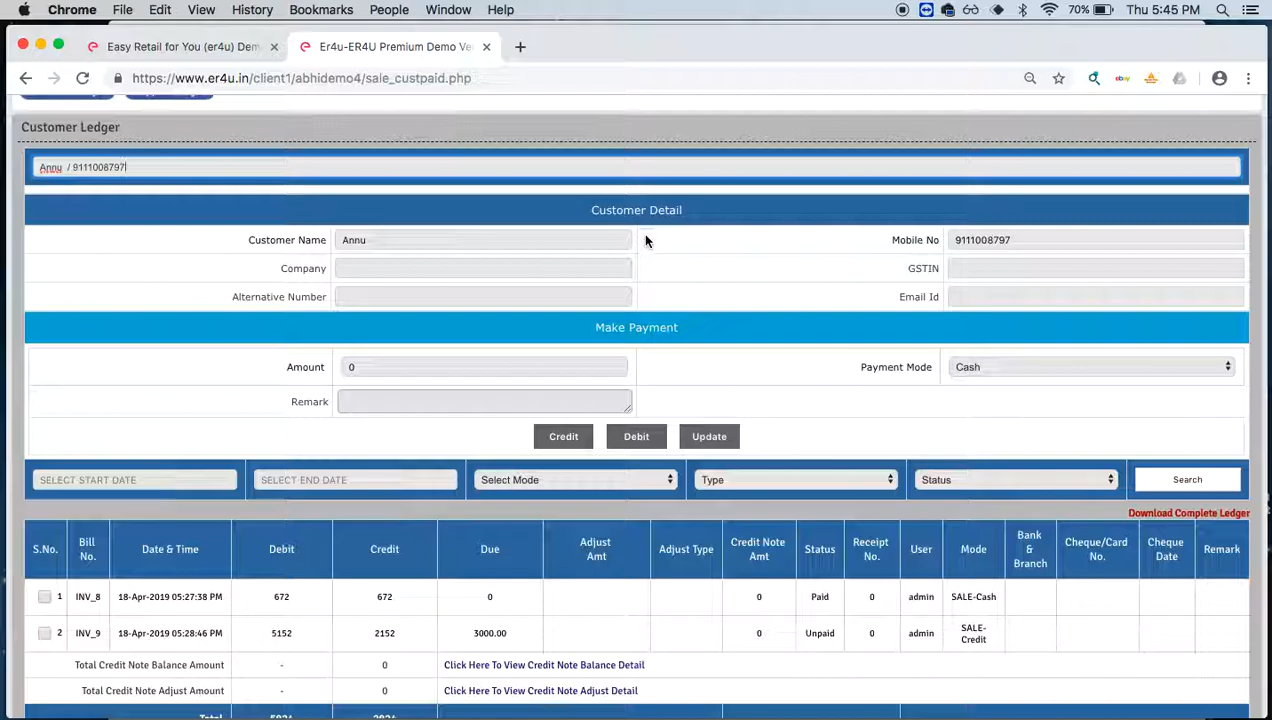 Chrome File Edit View History Bookmarks People Window Help 70% Thu 5:45 PM
Easy Retail for You (er4u) Dem Er4u-ER4U Premium Demo Ve
https://www.er4u.in/client1/abhidemo4/sale_custpaid.php ebay
Customer Ledger
Annu / 9111008797
Customer Detail
Customer Name Annu Mobile No 9111008797
Company GSTIN
Alternative Number Email Id
Make Payment
Amount 0 Payment Mode Cash
Remark
Credit Debit Update
SELECT START DATE SELECT END DATE Select Mode Type Status Search
Download Complete Ledger
S.No. Bill No. Date & Time Debit Credit Due Adjust Amt Adjust Type Credit Note Amt Status Receipt No. User Mode Bank & Branch Cheque/Card No. Cheque Date Remark
1 INV_8 18-Apr-2019 05:27:38 PM 672 672 0 0 Paid 0 admin SALE-Cash
2 INV_9 18-Apr-2019 05:28:46 PM 5152 2152 3000.00 0 Unpaid 0 admin SALE-Credit
Total Credit Note Balance Amount - 0 Click Here To View Credit Note Balance Detail
Total Credit Note Adjust Amount - 0 Click Here To View Credit Note Adjust Detail
Total